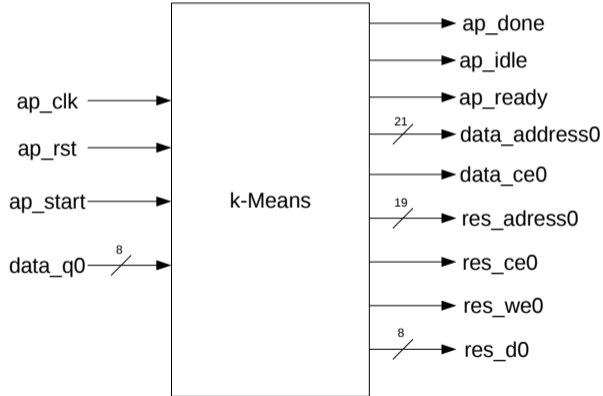 ap_clk
ap_rst
ap_start
8
data_q0
k-Means
ap_done
ap_idle
ap_ready
21
data_address0
data_ce0
19
res_adress0
res_ce0
res_we0
8
res_d0